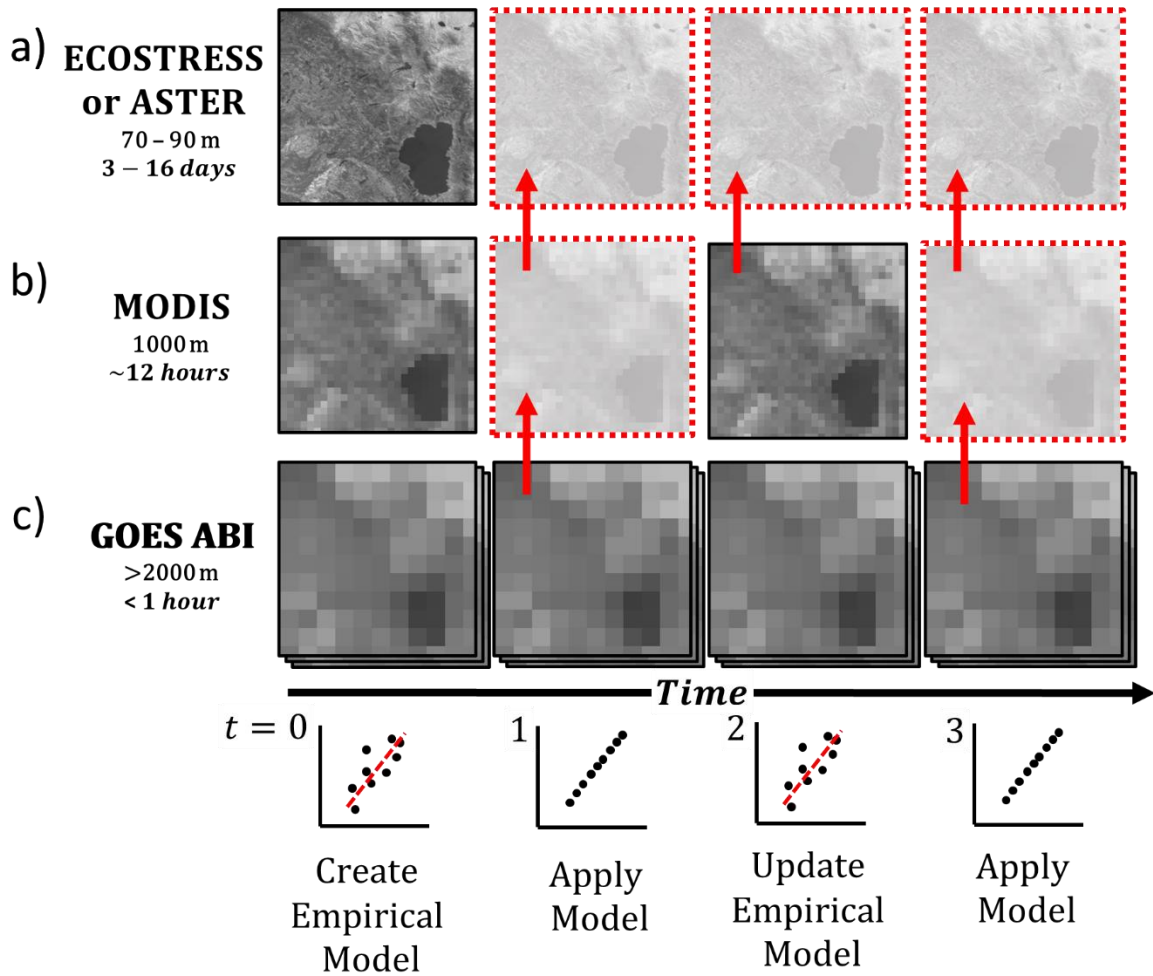 a)
ECOSTRESS
or ASTER
70 – 90 m
3 – 16 days
b)
MODIS
1000 m
~12 hours
c)
GOES ABI
>2000 m
< 1 hour
Time
t = 0
1
2
3
Create
Empirical
Model
Apply
Model
Update
Empirical
Model
Apply
Model